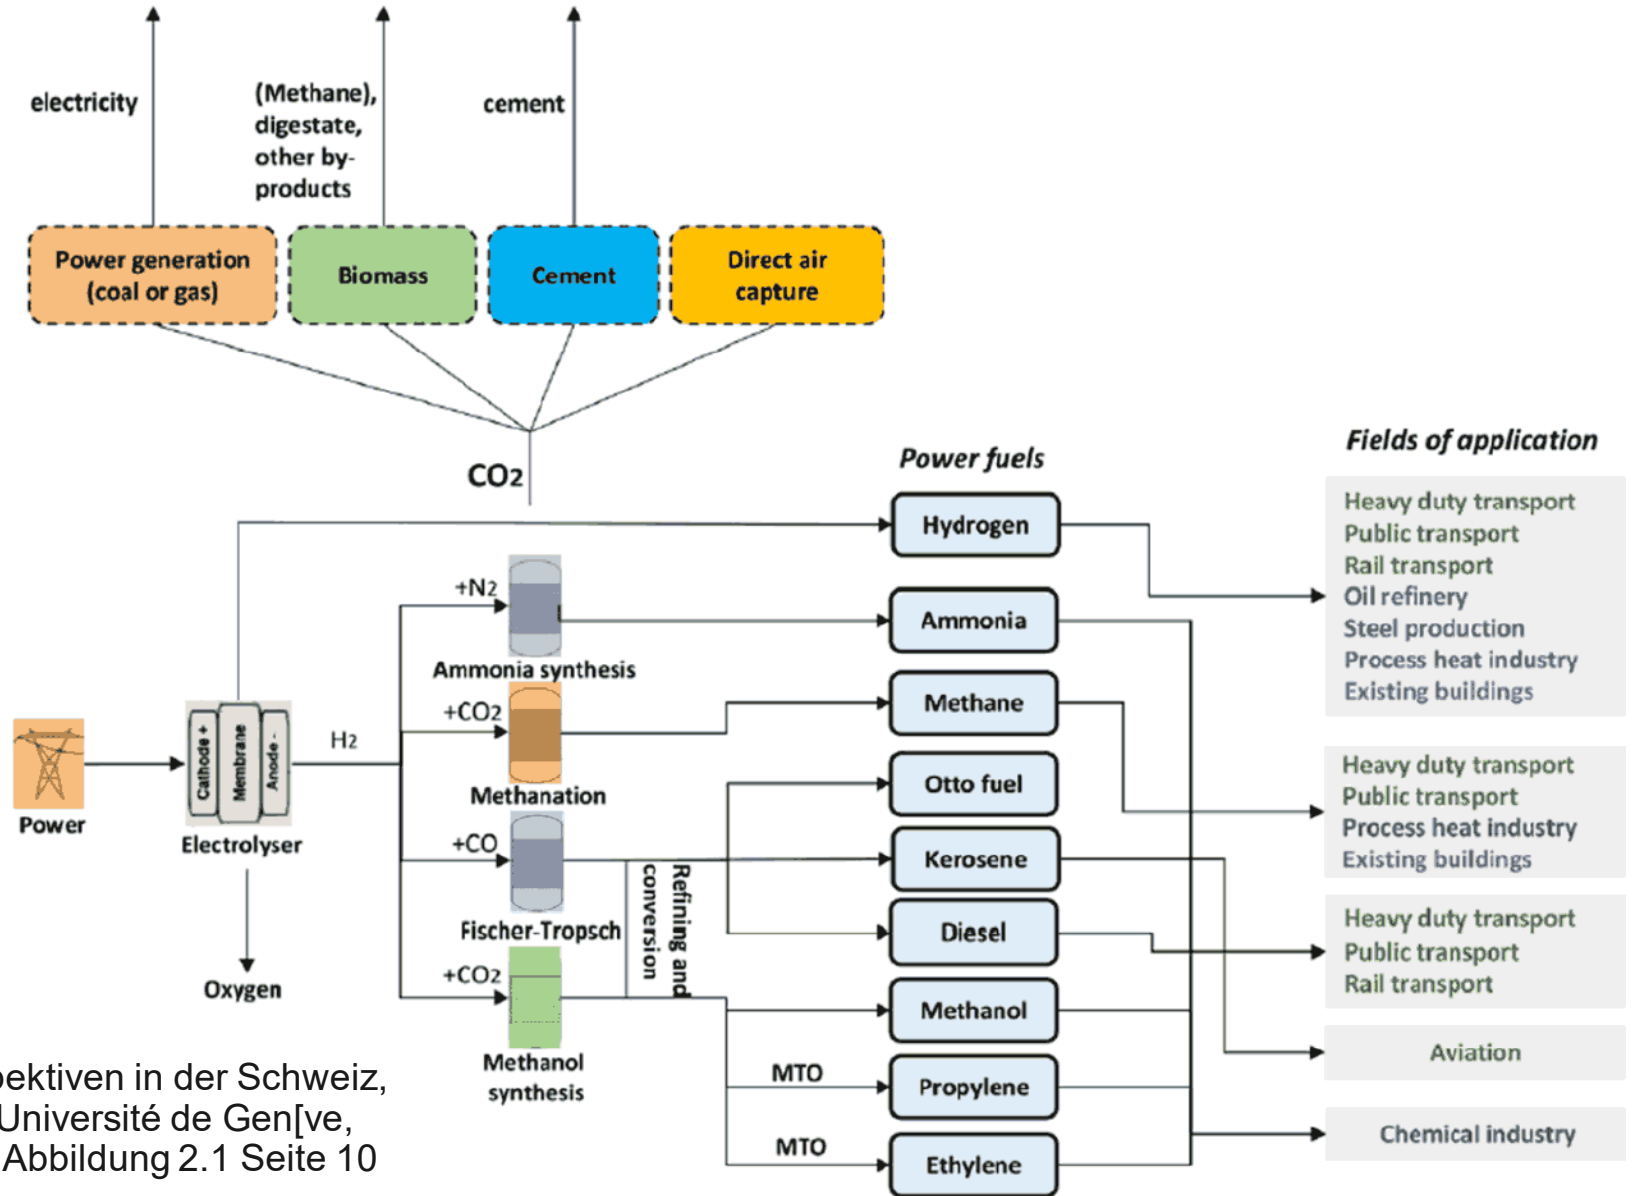 electricity
(Methane),
digestate,
other by-
products
cement
Power generation
(coal or gas)
Biomass
Cement
Direct air
capture
CO2
Power fuels
Fields of application
Hydrogen
Heavy duty transport
Public transport
Rail transport
Oil refinery
Steel production
Process heat industry
Existing buildings
+N2
Ammonia synthesis
Ammonia
+CO2
Methanation
Methane
Heavy duty transport
Public transport
Process heat industry
Existing buildings
Power
Cathode +
Membrane
Anode -
Electrolyser
H2
Oxygen
+CO
Fischer-Tropsch
Refining and
conversion
Otto fuel
Kerosene
Diesel
Heavy duty transport
Public transport
Rail transport
+CO2
Methanol
synthesis
Methanol
Aviation
MTO
Propylene
MTO
Ethylene
Chemical industry
pektiven in der Schweiz,
Université de Gen[ve,
Abbildung 2.1 Seite 10